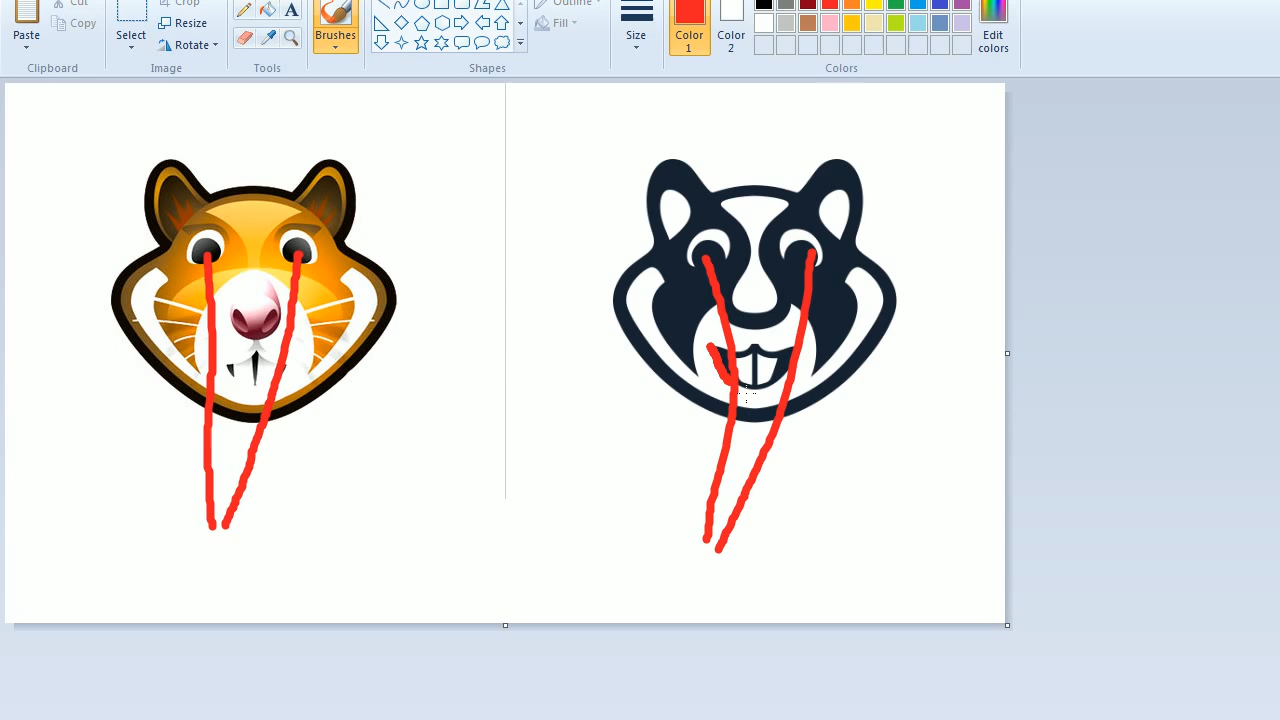 Crop
Outline
Paste
Copy
Select
Resize
Rotate
Brushes
Fill
Size
Color
1
Color
2
Edit
colors
Clipboard
Image
Tools
Shapes
Colors
A